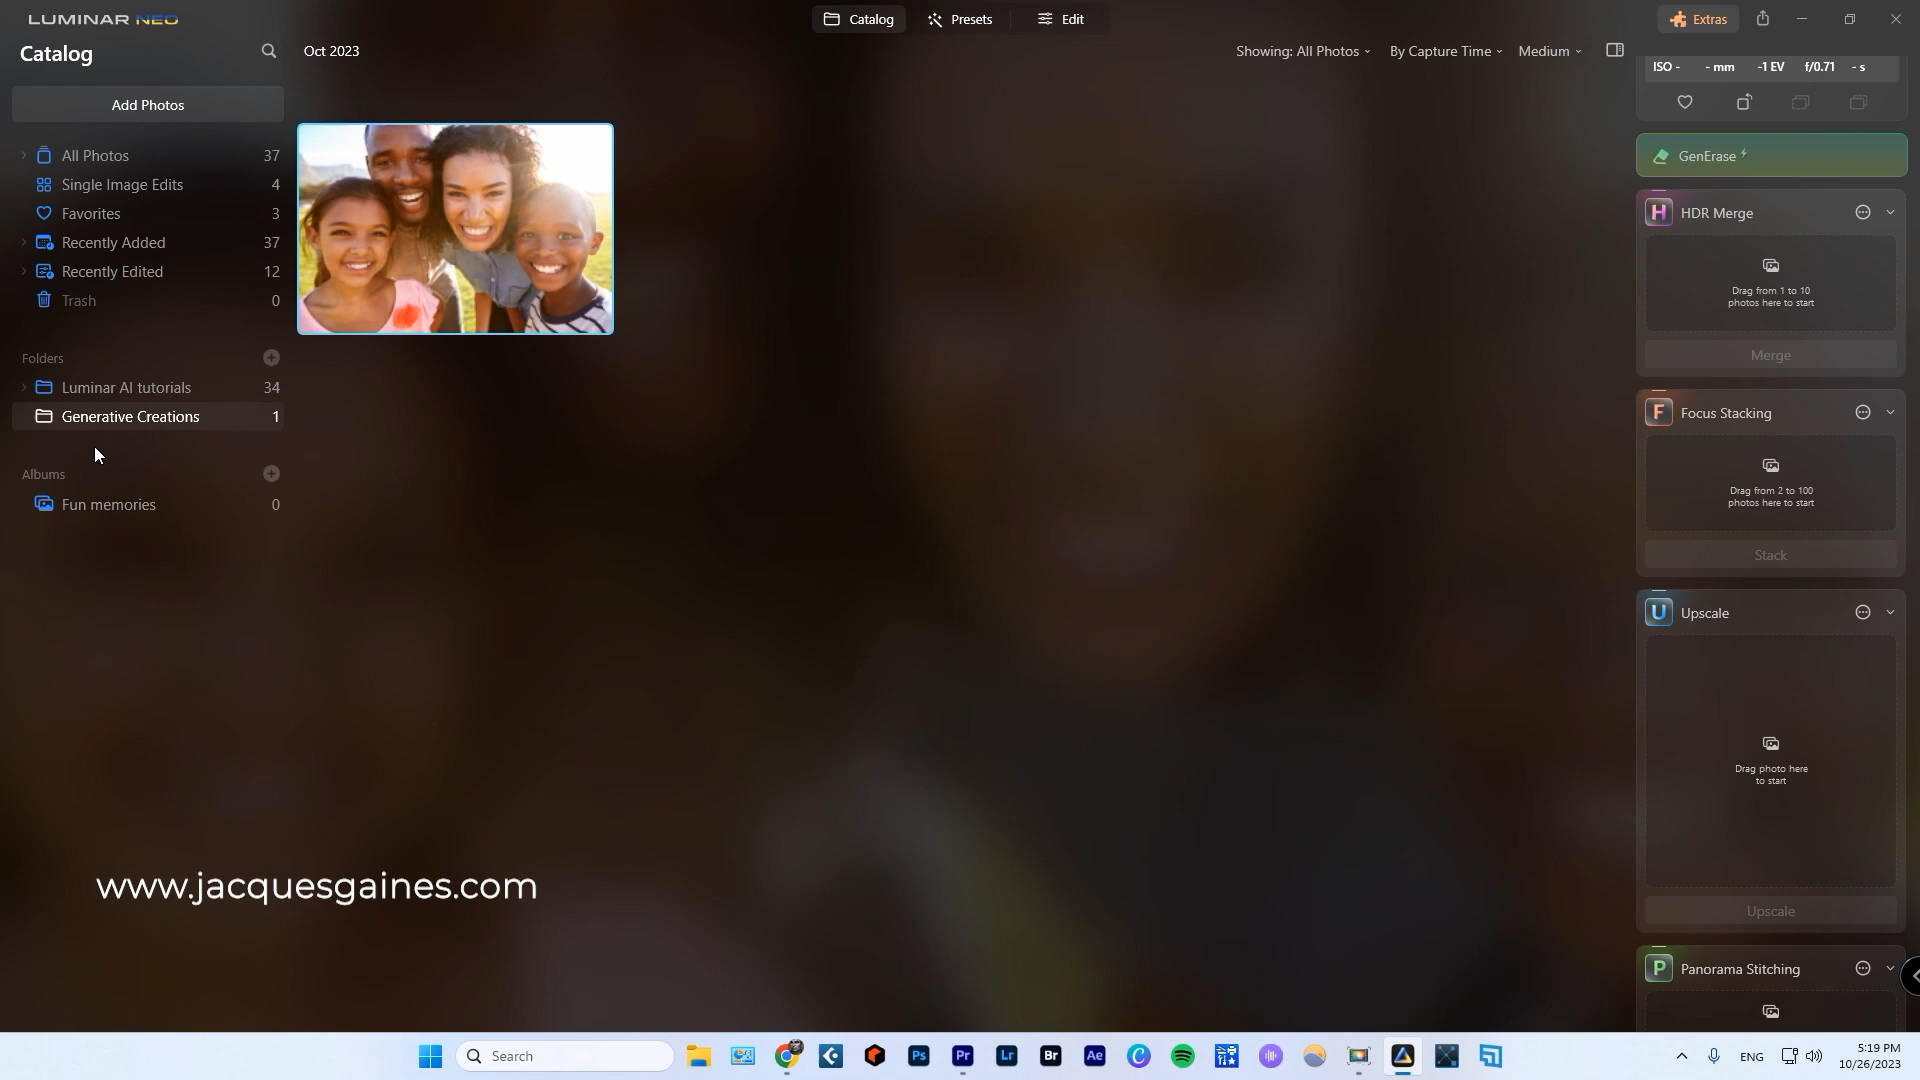 LUMINAR NEO
Catalog
Presets
Edit
Extras
Catalog
Oct 2023
Showing: All Photos
By Capture Time
Medium
Add Photos
All Photos 37
Single Image Edits 4
Favorites 3
Recently Added 37
Recently Edited 12
Trash 0
Folders
Luminar AI tutorials 34
Generative Creations 1
Albums
Fun memories 0
ISO - - mm -1 EV f/0.71 - s
GenErase
H HDR Merge
Drag from 1 to 10
photos here to start
Merge
F Focus Stacking
Drag from 2 to 100
photos here to start
Stack
U Upscale
Drag photo here
to start
Upscale
P Panorama Stitching
www.jacquesgaines.com
Search
Ps
Pr
Lr
Br
Ae
ENG
5:19 PM
10/26/2023